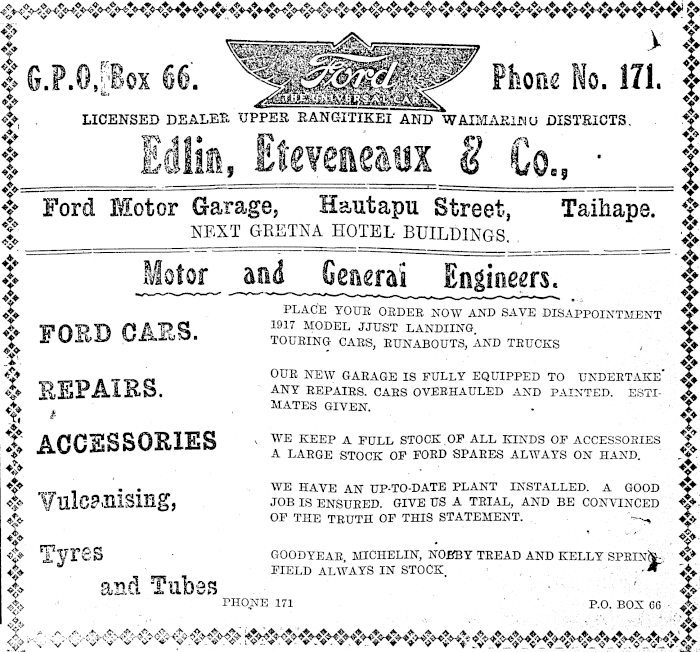 G.P.O. Box 66.
Ford
THE UNIVERSAL CAR
Phone No. 171.
LICENSED DEALER UPPER RANGITIKEI AND WAIMARINO DISTRICTS.
Edlin, Eteveneaux & Co.,
Ford Motor Garage, Hautapu Street, Taihape.
NEXT GRETNA HOTEL BUILDINGS.
Motor and General Engineers.
FORD CARS.
PLACE YOUR ORDER NOW AND SAVE DISAPPOINTMENT
1917 MODEL JJUST LANDIING.
TOURING CARS, RUNABOUTS, AND TRUCKS
REPAIRS.
OUR NEW GARAGE IS FULLY EQUIPPED TO UNDERTAKE
ANY REPAIRS. CARS OVERHAULED AND PAINTED. ESTI-
MATES GIVEN.
ACCESSORIES
WE KEEP A FULL STOCK OF ALL KINDS OF ACCESSORIES
A LARGE STOCK OF FORD SPARES ALWAYS ON HAND.
Vulcanising,
WE HAVE AN UP-TO-DATE PLANT INSTALLED. A GOOD
JOB IS ENSURED. GIVE US A TRIAL, AND BE CONVINCED
OF THE TRUTH OF THIS STATEMENT.
Tyres
and Tubes
GOODYEAR, MICHELIN, NOBBY TREAD AND KELLY SPRING-
FIELD ALWAYS IN STOCK.
PHONE 171
P.O. BOX 66